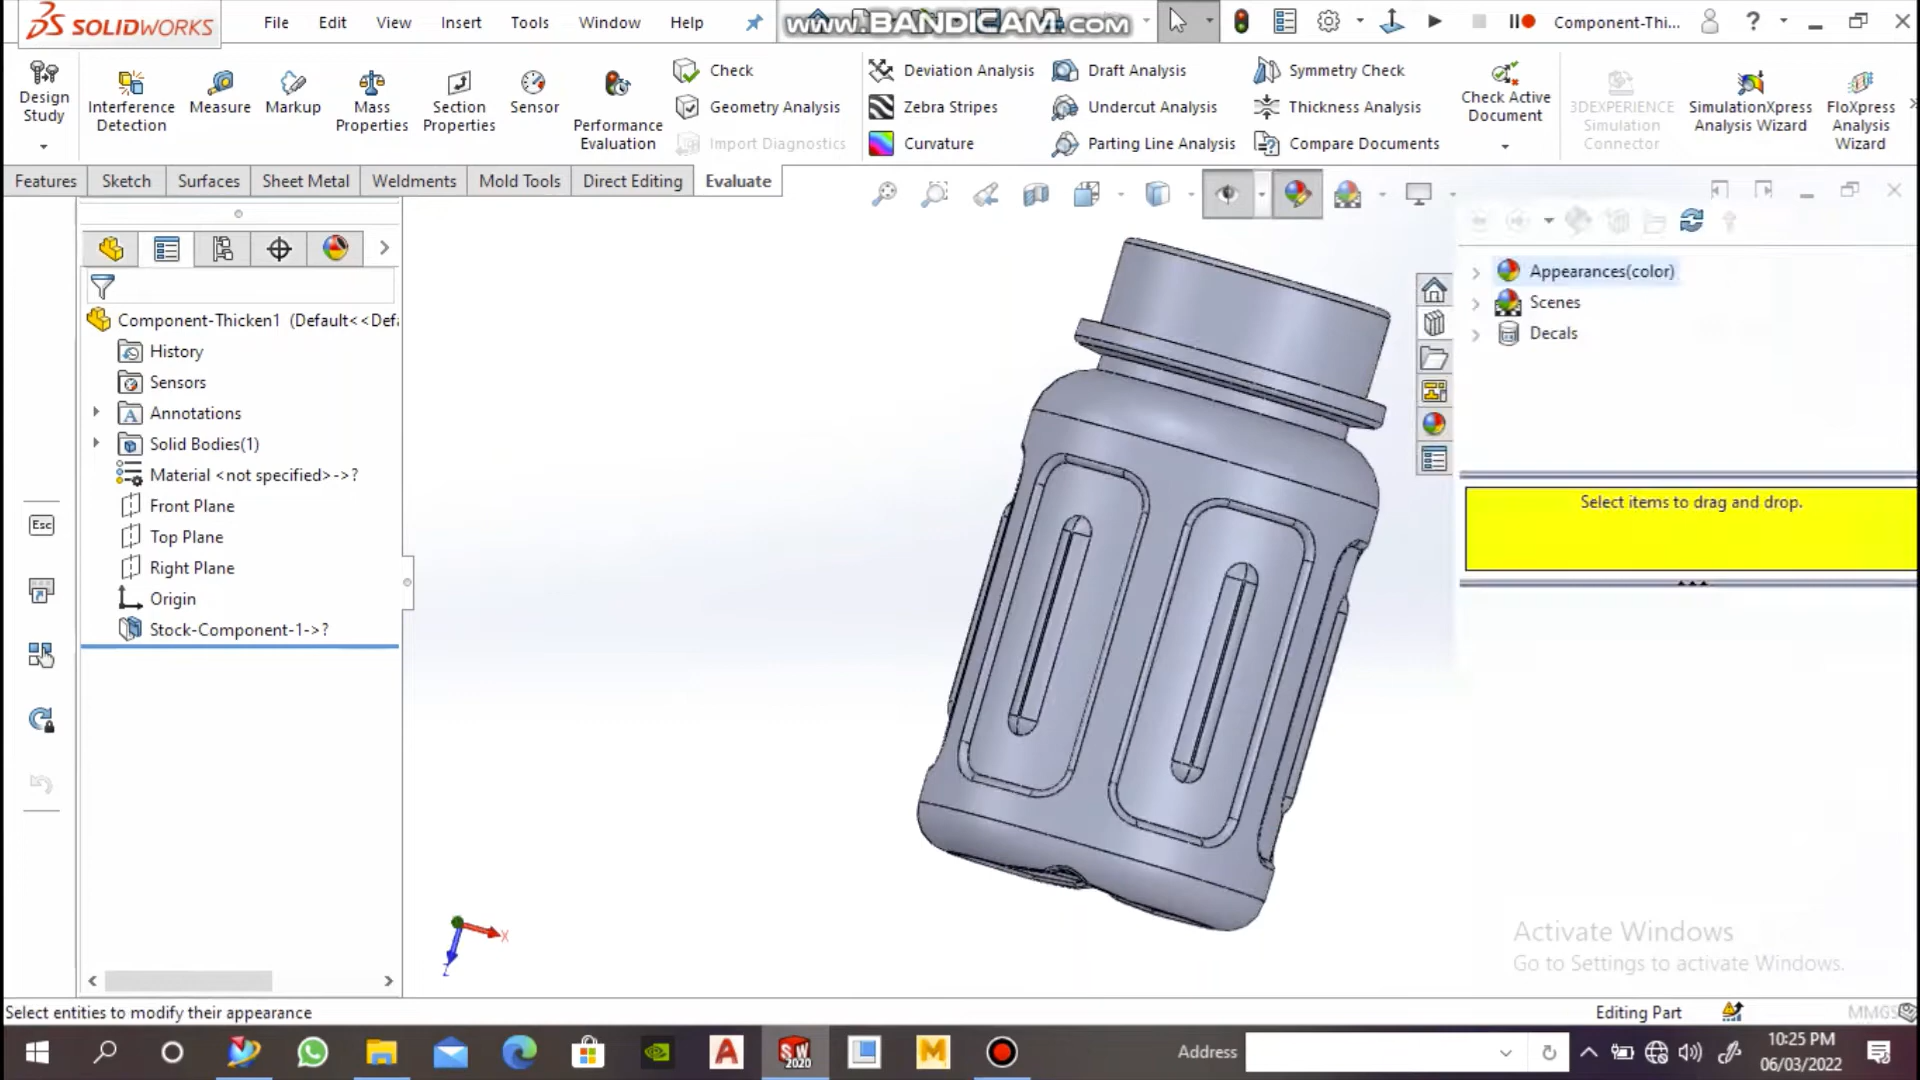 SOLIDWORKS
File Edit View Insert Tools Window Help
www.BANDICAM.com
Component-Thi...
Design Study
Interference Detection
Measure
Markup
Mass Properties
Section Properties
Sensor
Performance Evaluation
Check
Geometry Analysis
Import Diagnostics
Deviation Analysis
Zebra Stripes
Curvature
Draft Analysis
Undercut Analysis
Parting Line Analysis
Symmetry Check
Thickness Analysis
Compare Documents
Check Active Document
3DEXPERIENCE Simulation Connector
SimulationXpress Analysis Wizard
FloXpress Analysis Wizard
Features Sketch Surfaces Sheet Metal Weldments Mold Tools Direct Editing Evaluate
Component-Thicken1 (Default<<Def
History
Sensors
Annotations
Solid Bodies(1)
Material <not specified>->?
Front Plane
Top Plane
Right Plane
Origin
Stock-Component-1->?
Esc
Appearances(color)
Scenes
Decals
Select items to drag and drop.
X
Z
Activate Windows
Go to Settings to activate Windows.
Select entities to modify their appearance
Editing Part
MMGS
SW 2020
Address
10:25 PM
06/03/2022